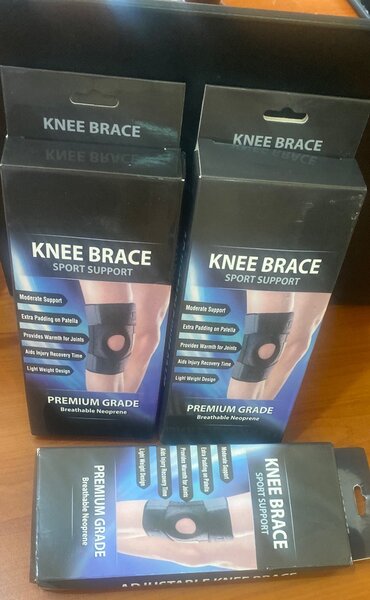 KNEE BRACE
KNEE BRACE
SPORT SUPPORT
Moderate Support
Extra Padding on Patella
Provides Warmth for Joints
Aids Injury Recovery Time
Light Weight Design
PREMIUM GRADE
Breathable Neoprene
KNEE BRACE
KNEE BRACE
SPORT SUPPORT
Moderate Support
Extra Padding on Patella
Provides Warmth for Joints
Aids Injury Recovery Time
Light Weight Design
PREMIUM GRADE
Breathable Neoprene
KNEE BRACE
SPORT SUPPORT
Moderate Support
Extra Padding on Patella
Provides Warmth for Joints
Aids Injury Recovery Time
Light Weight Design
PREMIUM GRADE
Breathable Neoprene
ADJUSTABLE KNEE BRACE